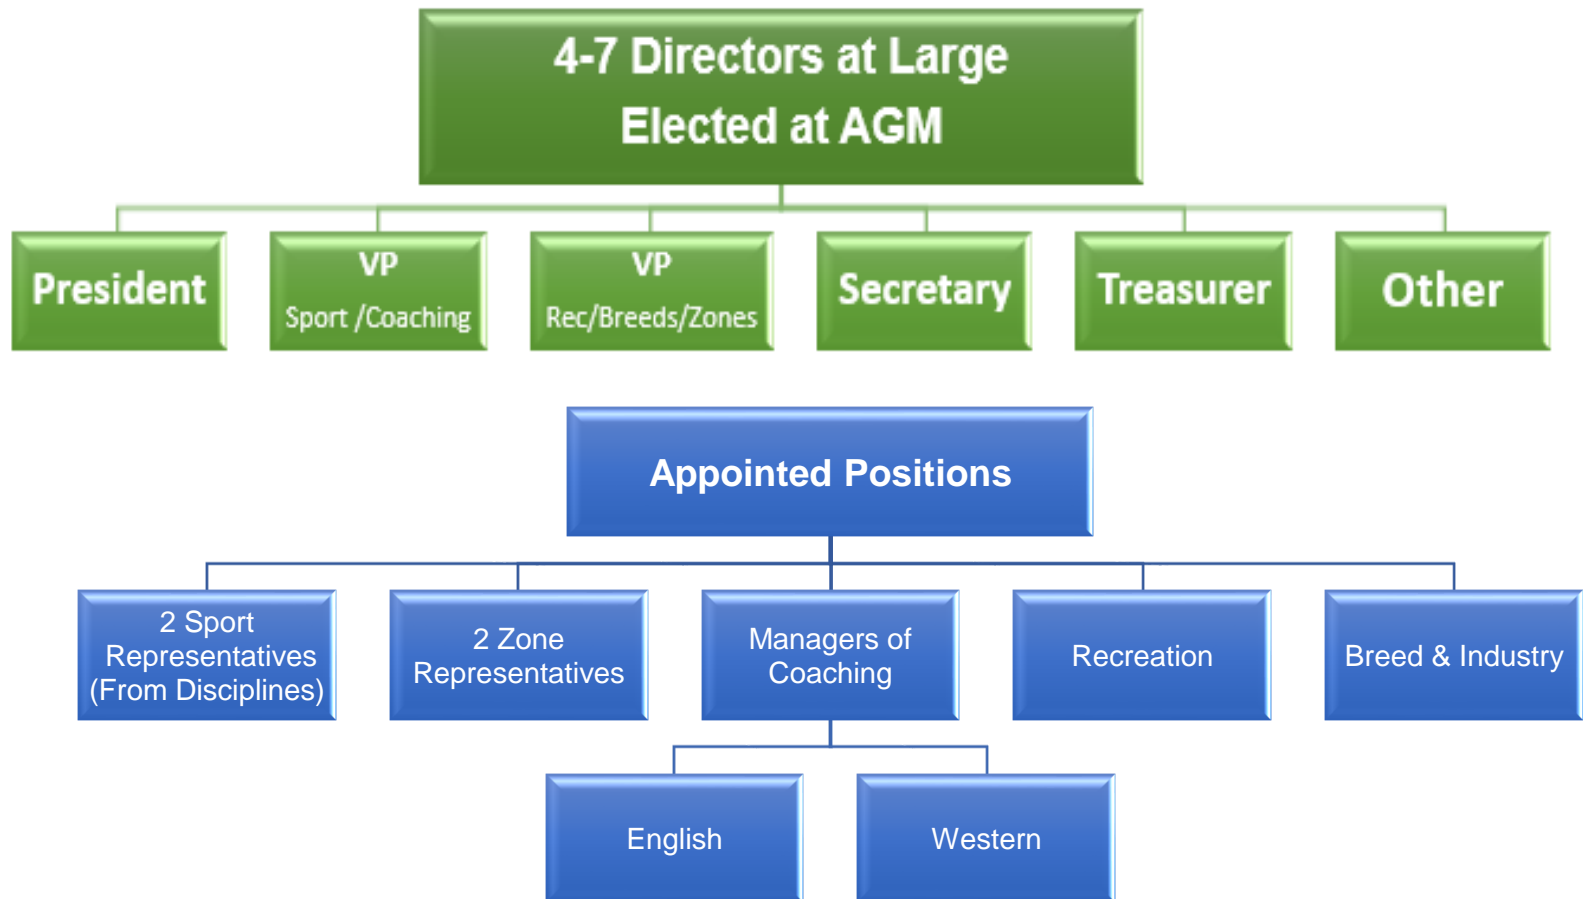 4-7 Directors at Large
Elected at AGM
President
VP
Sport /Coaching
VP
Rec/Breeds/Zones
Secretary
Treasurer
Other
Appointed Positions
2 Sport
Representatives
(From Disciplines)
2 Zone
Representatives
Managers of
Coaching
Recreation
Breed & Industry
English
Western